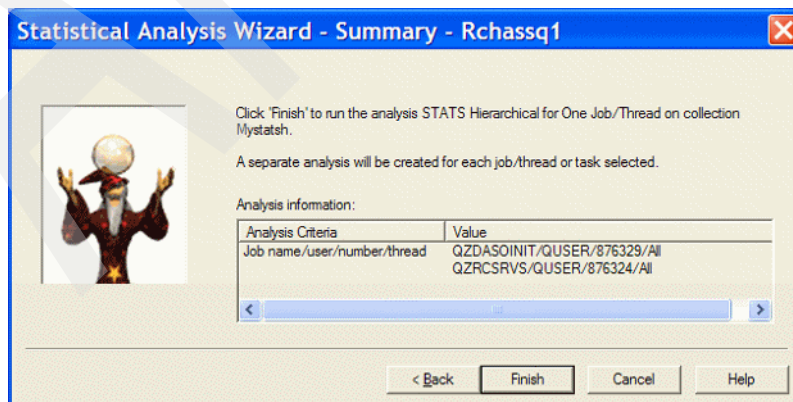 Statistical Analysis Wizard - Summary - Rchassq1
Click 'Finish' to run the analysis STATS Hierarchical for One Job/Thread on collection
Mystatsh.
A separate analysis will be created for each job/thread or task selected.
Analysis information:
Analysis Criteria Value
Job name/user/number/thread QZDASOINIT/QUSER/876329/All
QZRCSRVS/QUSER/876324/All
< Back Finish Cancel Help